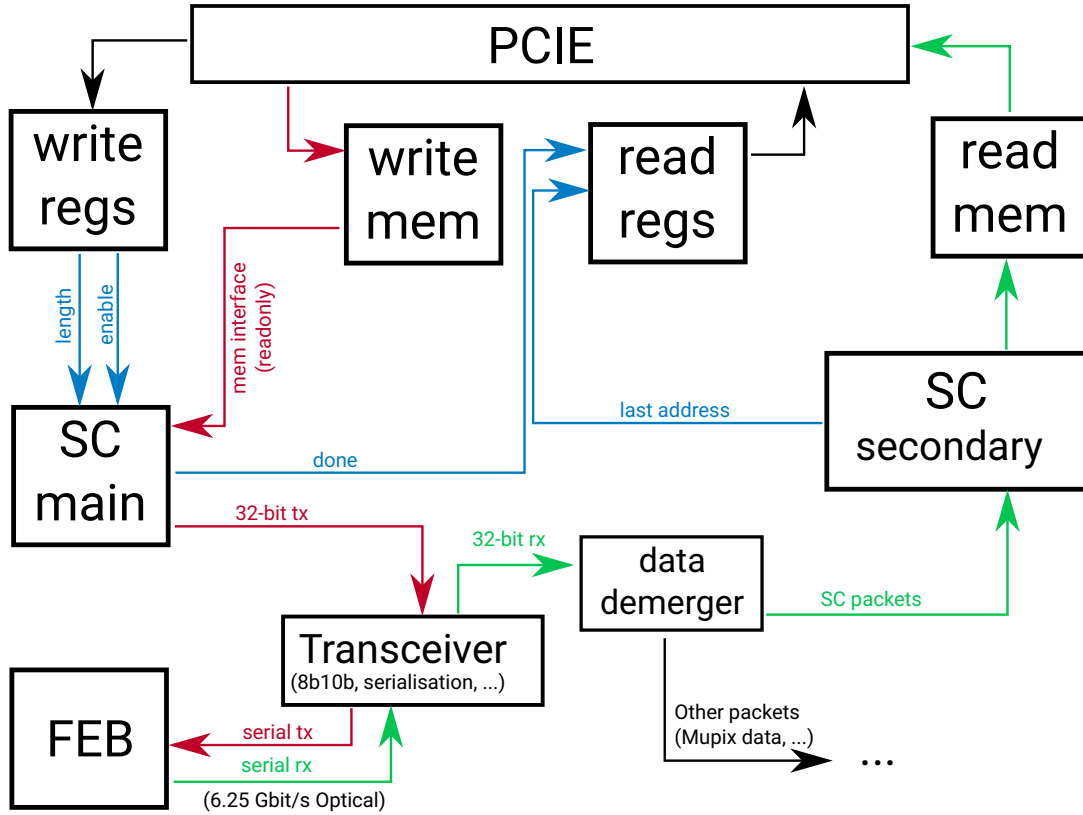 PCIE
write
regs
write
mem
read
regs
read
mem
length
enable
mem interface
(readonly)
SC
main
last address
SC
secondary
done
32-bit tx
32-bit rx
data
demerger
SC packets
Transceiver
(8b10b, serialisation, ...)
FEB
serial tx
serial rx
(6.25 Gbit/s Optical)
Other packets
(Mupix data, ...)
...